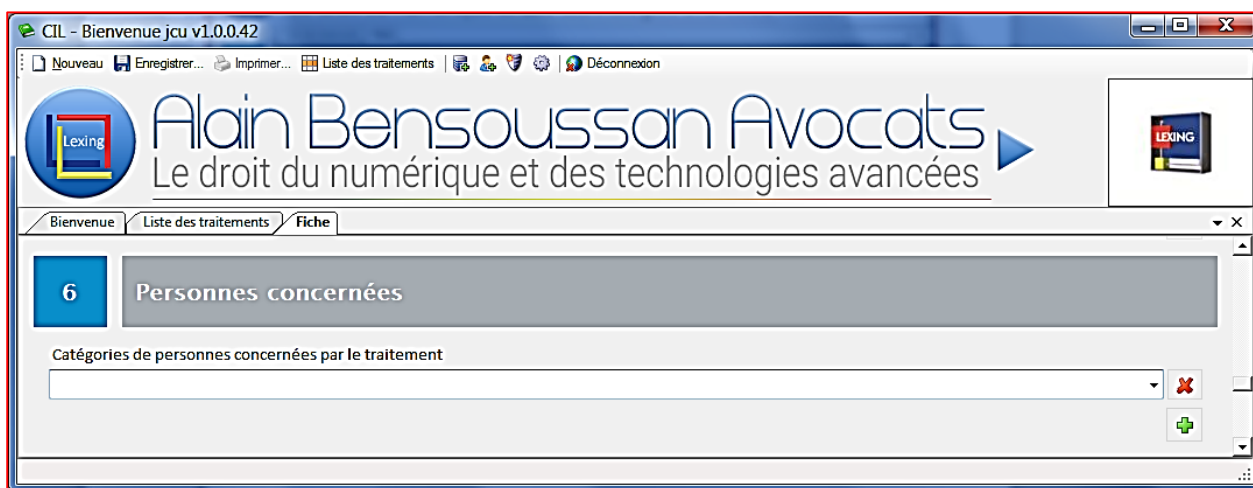 CIL - Bienvenue jcu v1.0.0.42
Nouveau Enregistrer... Imprimer... Liste des traitements Déconnexion
Lexing
Alain Bensoussan Avocats
Le droit du numérique et des technologies avancées
LEXING
Bienvenue Liste des traitements Fiche
6 Personnes concernées
Catégories de personnes concernées par le traitement